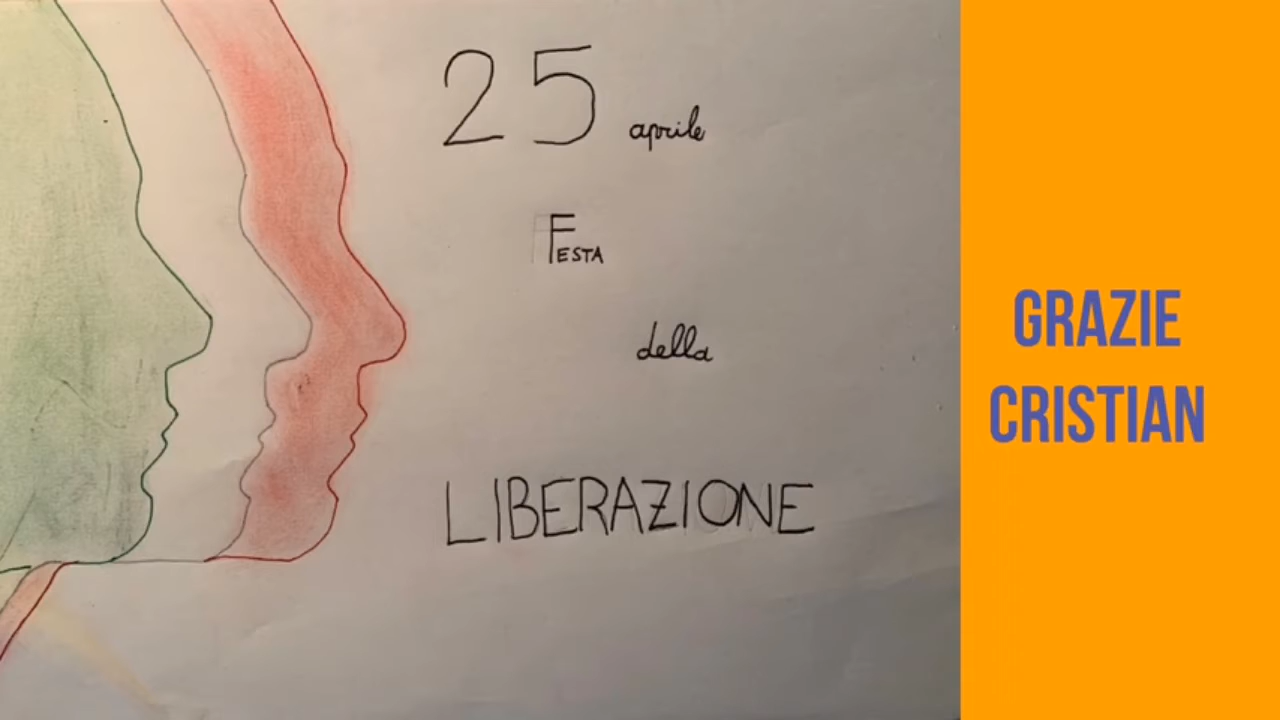 25 aprile
FESTA
della
LIBERAZIONE
GRAZIE
CRISTIAN